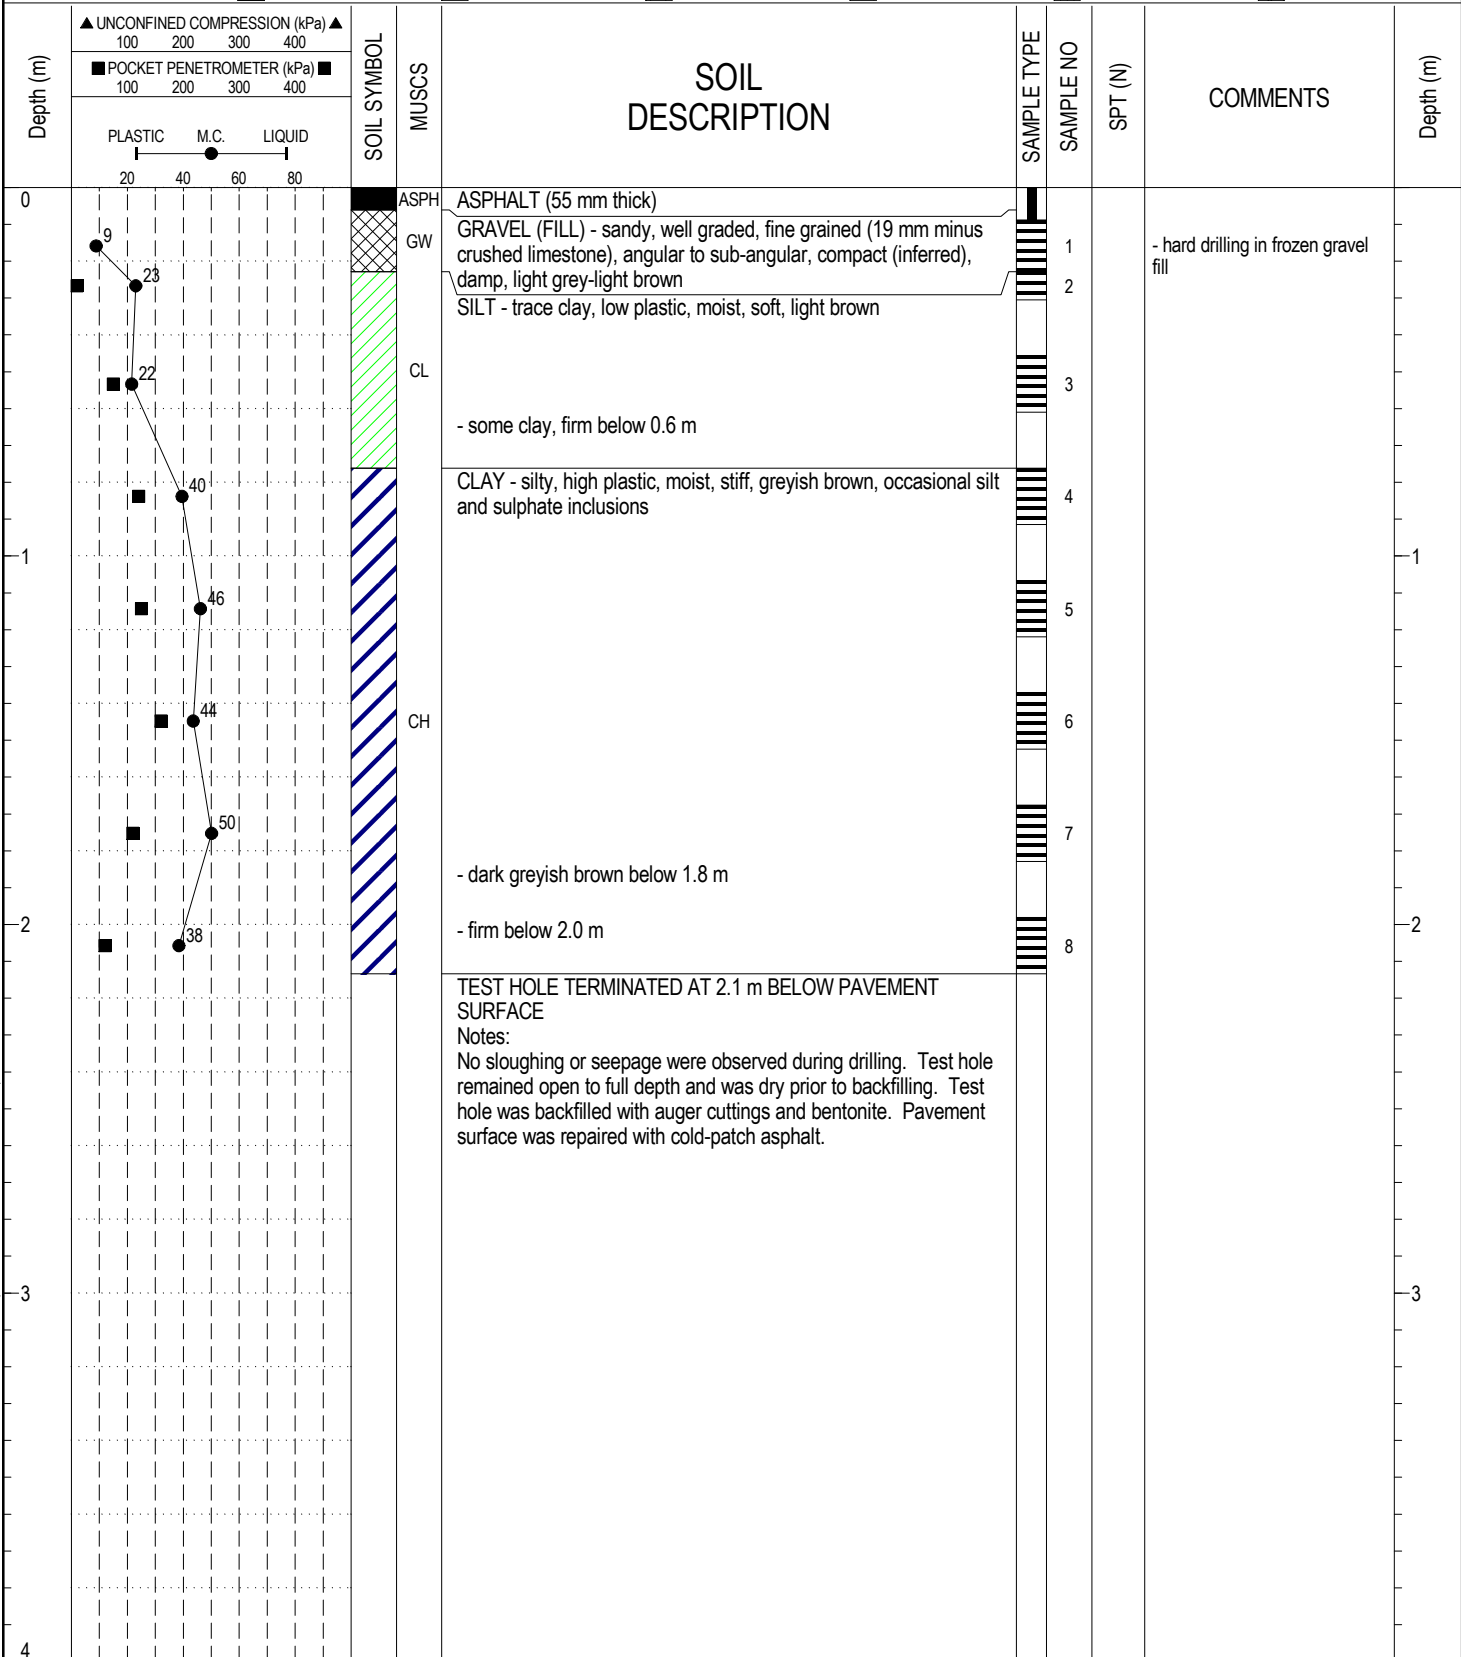 ▲ UNCONFINED COMPRESSION (kPa) ▲
100 200 300 400
■ POCKET PENETROMETER (kPa) ■
100 200 300 400
PLASTIC M.C. LIQUID
20 40 60 80
Depth (m)
SOIL SYMBOL
MUSCS
SOIL
DESCRIPTION
SAMPLE TYPE
SAMPLE NO
SPT (N)
COMMENTS
Depth (m)
0
ASPH ASPHALT (55 mm thick)
9
GW
GRAVEL (FILL) - sandy, well graded, fine grained (19 mm minus
crushed limestone), angular to sub-angular, compact (inferred),
damp, light grey-light brown
1
- hard drilling in frozen gravel
fill
23
2
SILT - trace clay, low plastic, moist, soft, light brown
22
CL
3
- some clay, firm below 0.6 m
CLAY - silty, high plastic, moist, stiff, greyish brown, occasional silt
and sulphate inclusions
40
4
1
1
46
5
44
CH
6
50
7
- dark greyish brown below 1.8 m
2
2
- firm below 2.0 m
38
8
TEST HOLE TERMINATED AT 2.1 m BELOW PAVEMENT
SURFACE
Notes:
No sloughing or seepage were observed during drilling. Test hole
remained open to full depth and was dry prior to backfilling. Test
hole was backfilled with auger cuttings and bentonite. Pavement
surface was repaired with cold-patch asphalt.
3
3
4